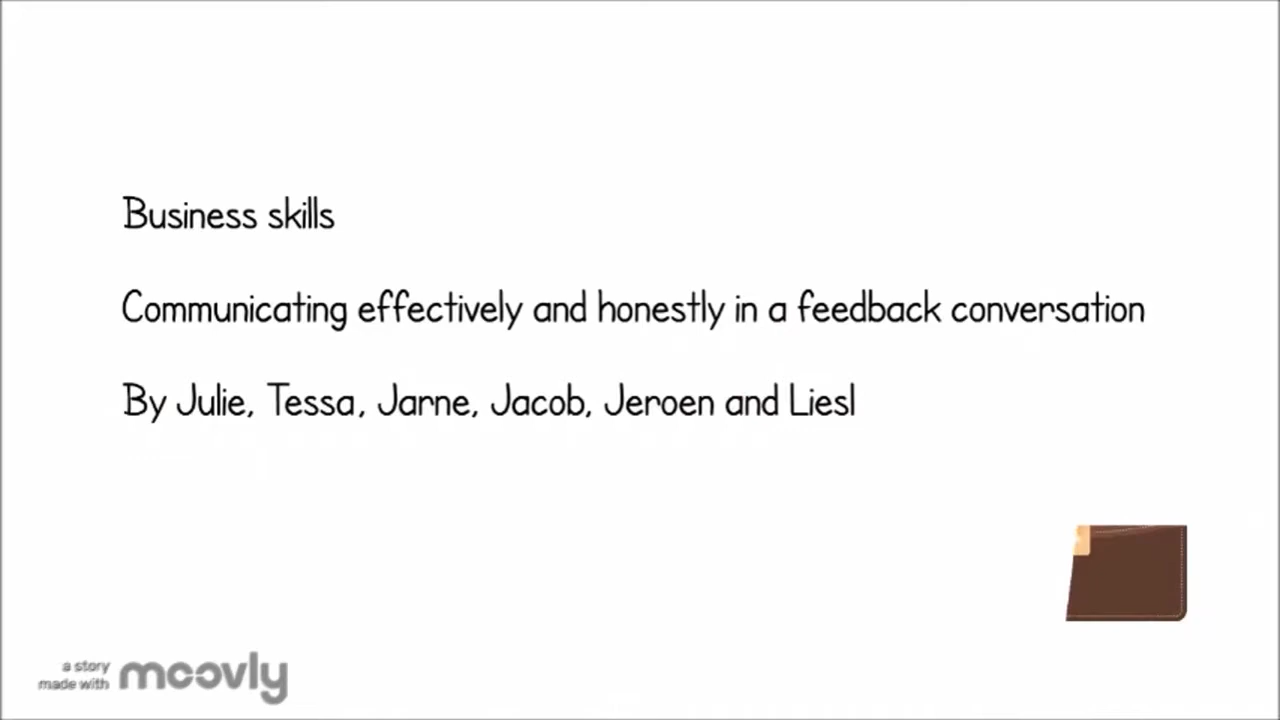 Business skills
Communicating effectively and honestly in a feedback conversation
By Julie, Tessa, Jarne, Jacob, Jeroen and Liesl
a story
made with moovly